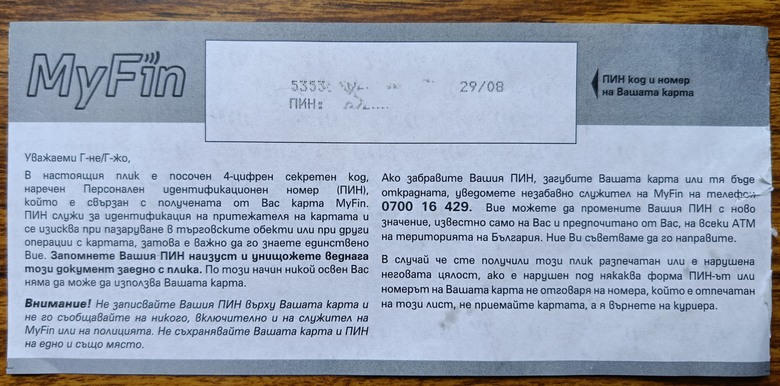 MyFin
5353 29/08
ПИН:
ПИН код и номер
на Вашата карта
Уважаеми Г-не/Г-жо,
В настоящия плик е посочен 4-цифрен секретен код,
наречен Персонален идентификационен номер (ПИН),
който е свързан с получената от Вас карта MyFin.
ПИН служи за идентификация на притежателя на картата и
се изисква при пазаруване в търговските обекти или при други
операции с картата, затова е важно да го знаете единствено
Вие. Запомнете Вашия ПИН наизуст и унищожете веднага
този документ заедно с плика. По този начин никой освен Вас
няма да може да използва Вашата карта.
Внимание! Не записвайте Вашия ПИН върху Вашата карта и
не го съобщавайте на никого, включително и на служител на
MyFin или на полицията. Не съхранявайте Вашата карта и ПИН
на едно и също място.
Ако забравите Вашия ПИН, загубите Вашата карта или тя бъде
открадната, уведомете незабавно служител на MyFin на телефон
0700 16 429. Вие можете да промените Вашия ПИН с ново
значение, известно само на Вас и предпочитано от Вас, на всеки АТМ
на територията на България. Ние Ви съветваме да го направите.
В случай че сте получили този плик разпечатан или е нарушена
неговата цялост, ако е нарушен под някаква форма ПИН-ът или
номерът на Вашата карта не отговаря на номера, който е отпечатан
на този лист, не приемайте картата, а я върнете на куриера.